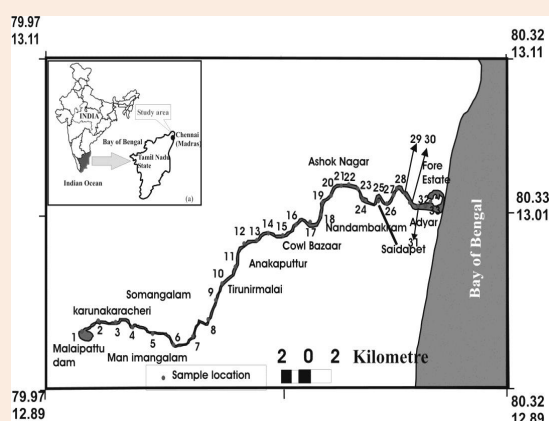 79.97
13.11
80.32
13.11
INDIA
Study area
Bay of Bengal
Chennai
(Madras)
Tamil Nadu
State
Indian Ocean
(a)
29 30
Fore
Estate
Ashok Nagar
28
20 21 22
23 25 27
19
24 26
32
33
80.33
13.01
Adyar
31
18 Nandambakram
16
17
14 15
Cowl Bazaar
Saidapet
12 13
11
Anakaputtur
10
Tirunirmalai
9
Somangalam
8
karunakaracheri
1 2 3 4 5 6 7
Malaipattu
dam
Man imangalam
Bay of Bengal
2 0 2 Kilometre
Sample location
79.97
12.89
80.32
12.89